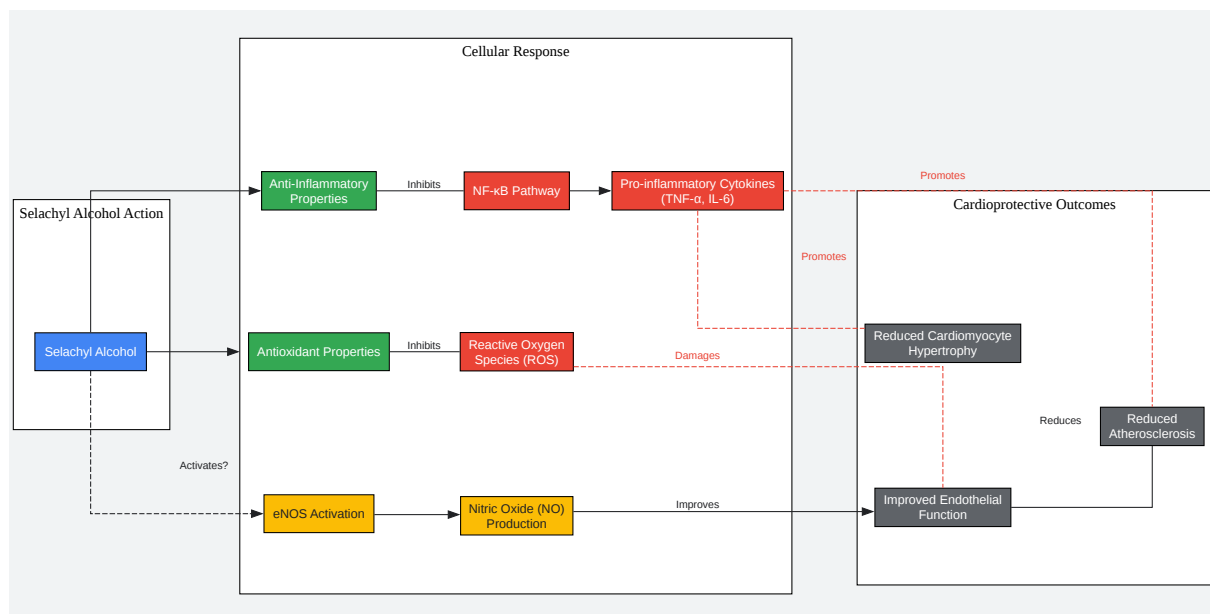 Cellular Response
Anti-Inflammatory
Properties
Inhibits
NF-κB Pathway
Pro-inflammatory Cytokines
(TNF-α, IL-6)
Promotes
Selachyl Alcohol Action
Cardioprotective Outcomes
Promotes
Selachyl Alcohol
Antioxidant Properties
Inhibits
Reactive Oxygen
Species (ROS)
Damages
Reduced Cardiomyocyte
Hypertrophy
Reduces
Reduced
Atherosclerosis
Activates?
eNOS Activation
Nitric Oxide (NO)
Production
Improves
Improved Endothelial
Function